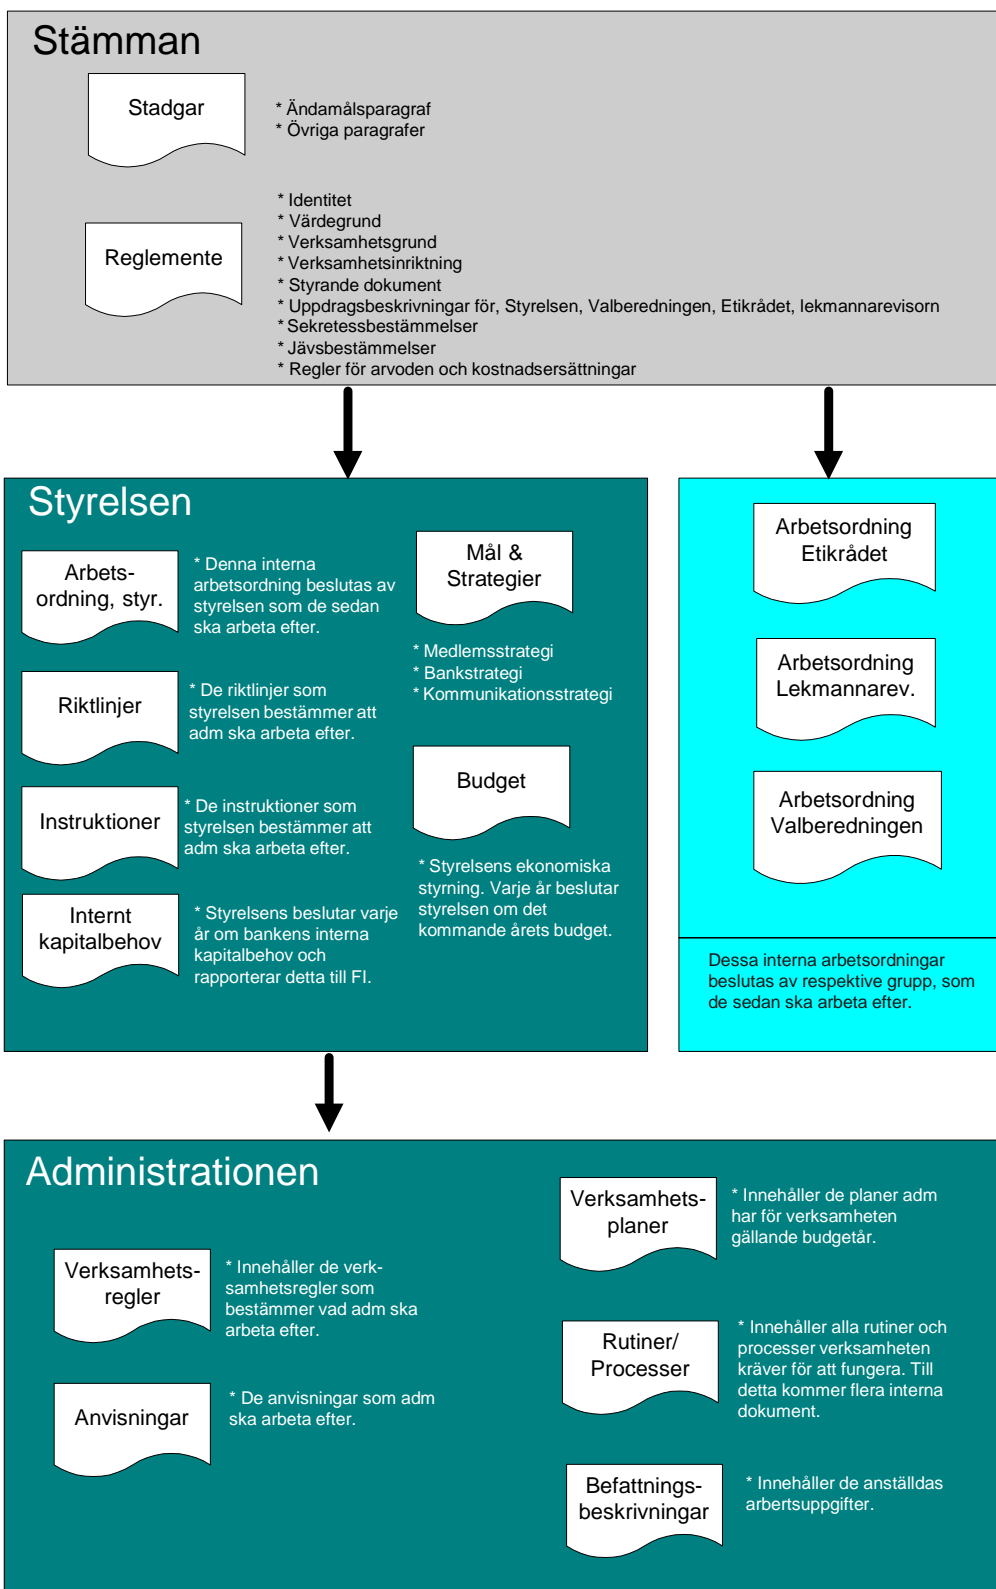 Stämman
Stadgar
* Ändamålsparagraf
* Övriga paragrafer
Reglemente
* Identitet
* Värdegrund
* Verksamhetsgrund
* Verksamhetsinriktning
* Styrande dokument
* Uppdragsbeskrivningar för, Styrelsen, Valberedningen, Etikrådet, lekmannarevisorn
* Sekretessbestämmelser
* Jävsbestämmelser
* Regler för arvoden och kostnadsersättningar
Styrelsen
Arbets-
ordning, styr.
* Denna interna
arbetsordning beslutas av
styrelsen som de sedan
ska arbeta efter.
Riktlinjer
* De riktlinjer som
styrelsen bestämmer att
adm ska arbeta efter.
Instruktioner
* De instruktioner som
styrelsen bestämmer att
adm ska arbeta efter.
Internt
kapitalbehov
* Styrelsens beslutar varje
år om bankens interna
kapitalbehov och
rapporterar detta till FI.
Mål &
Strategier
* Medlemsstrategi
* Bankstrategi
* Kommunikationsstrategi
Budget
* Styrelsens ekonomiska
styrning. Varje år beslutar
styrelsen om det
kommande årets budget.
Arbetsordning
Etikrådet
Arbetsordning
Lekmannarev.
Arbetsordning
Valberedningen
Dessa interna arbetsordningar
beslutas av respektive grupp, som
de sedan ska arbeta efter.
Administrationen
Verksamhets-
regler
* Innehåller de verk-
samhetsregler som
bestämmer vad adm ska
arbeta efter.
Anvisningar
* De anvisningar som adm
ska arbeta efter.
Verksamhets-
planer
* Innehåller de planer adm
har för verksamheten
gällande budgetår.
Rutiner/
Processer
* Innehåller alla rutiner och
processer verksamheten
kräver för att fungera. Till
detta kommer flera interna
dokument.
Befattnings-
beskrivningar
* Innehåller de anställdas
arbertsuppgifter.